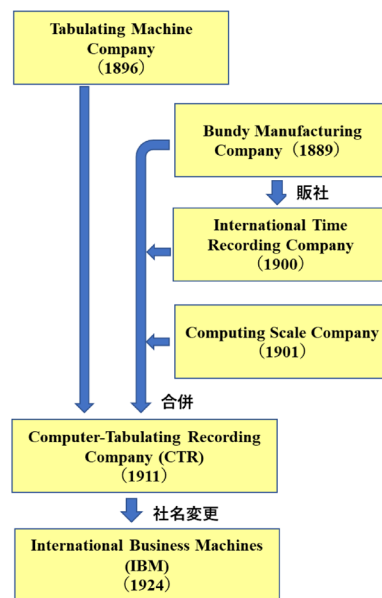 Tabulating Machine
Company
（1896）
Bundy Manufacturing
Company（1889）
販社
International Time
Recording Company
（1900）
Computing Scale Company
（1901）
合併
Computer-Tabulating Recording
Company (CTR)
（1911）
社名変更
International Business Machines
(IBM)
（1924）